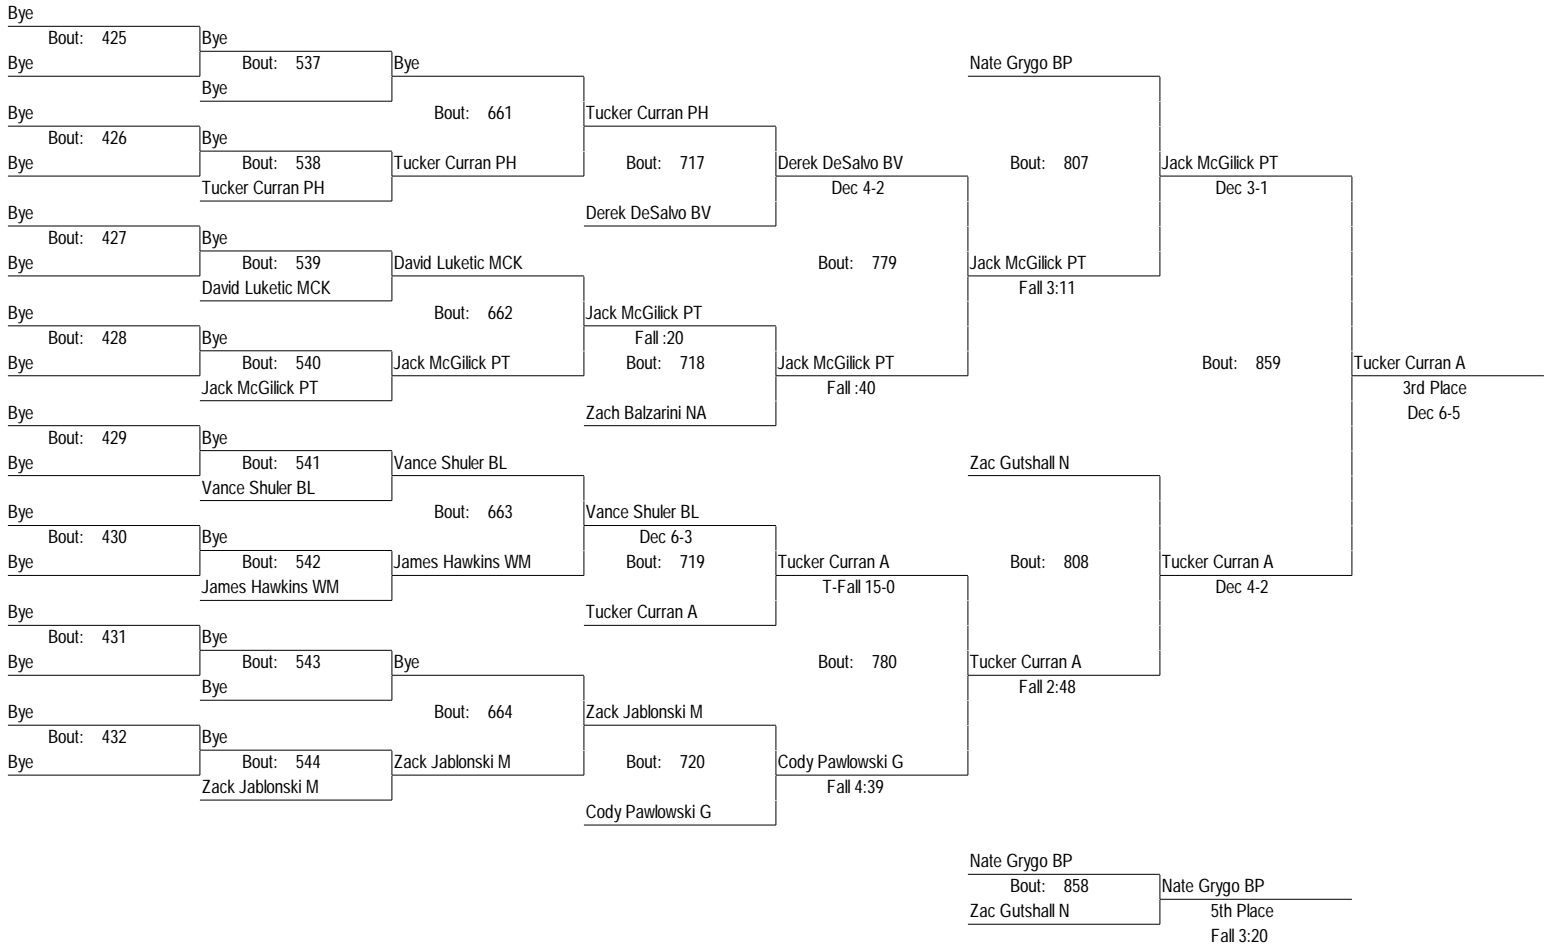 Bye
Bout: 425 Bye
Bye Bout: 537 Bye Nate Grygo BP
Bye
Bye Bout: 661 Tucker Curran PH
Bout: 426 Bye
Bye Bout: 538 Tucker Curran PH Bout: 717 Derek DeSalvo BV Bout: 807 Jack McGilick PT
Tucker Curran PH Dec 4-2 Dec 3-1
Bye Derek DeSalvo BV
Bout: 427 Bye
Bye Bout: 539 David Luketic MCK Bout: 779 Jack McGilick PT
David Luketic MCK Fall 3:11
Bye Bout: 662 Jack McGilick PT
Bout: 428 Bye Fall :20
Bye Bout: 540 Jack McGilick PT Bout: 718 Jack McGilick PT Bout: 859 Tucker Curran A
Jack McGilick PT Fall :40 3rd Place
Bye Zach Balzarini NA Dec 6-5
Bout: 429 Bye
Bye Bout: 541 Vance Shuler BL Zac Gutshall N
Vance Shuler BL
Bye Bout: 663 Vance Shuler BL
Bout: 430 Bye Dec 6-3
Bye Bout: 542 James Hawkins WM Bout: 719 Tucker Curran A Bout: 808 Tucker Curran A
James Hawkins WM T-Fall 15-0 Dec 4-2
Bye Tucker Curran A
Bout: 431 Bye
Bye Bout: 543 Bye Bout: 780 Tucker Curran A
Bye Fall 2:48
Bye Bout: 664 Zack Jablonski M
Bout: 432 Bye
Bye Bout: 544 Zack Jablonski M Bout: 720 Cody Pawlowski G
Zack Jablonski M Fall 4:39
Cody Pawlowski G
Nate Grygo BP
Bout: 858 Nate Grygo BP
Zac Gutshall N 5th Place
Fall 3:20